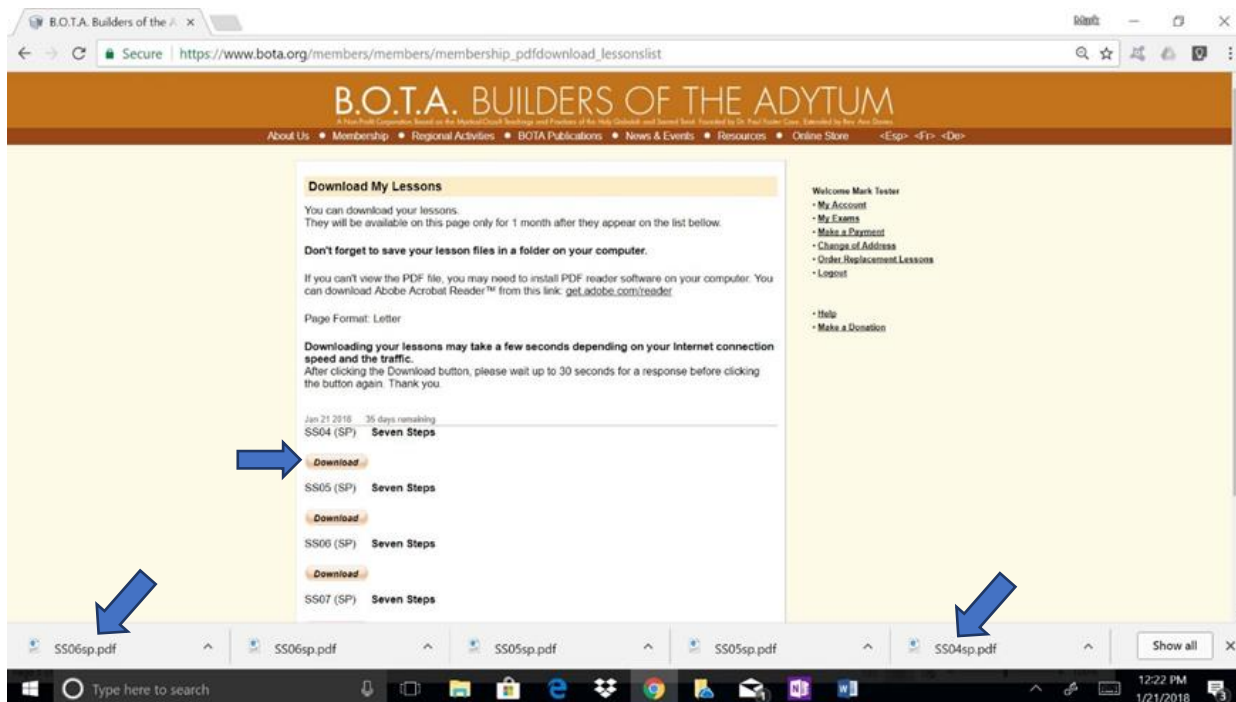 B.O.T.A. Builders of the A
Secure https://www.bota.org/members/members/membership_pdfdownload_lessonslist
B.O.T.A. BUILDERS OF THE ADYTUM
About Us • Membership • Regional Activities • BOTA Publications • News & Events • Resources • Online Store <Esp> <Fr> <De>
Download My Lessons
You can download your lessons.
They will be available on this page only for 1 month after they appear on the list bellow.
Don't forget to save your lesson files in a folder on your computer.
If you can't view the PDF file, you may need to install PDF reader software on your computer. You
can download Abobe Acrobat Reader™ from this link: get.adobe.com/reader
Page Format: Letter
Downloading your lessons may take a few seconds depending on your Internet connection
speed and the traffic.
After clicking the Download button, please wait up to 30 seconds for a response before clicking
the button again. Thank you.
Jan 21 2018 35 days remaining
SS04 (SP) Seven Steps
Download
SS05 (SP) Seven Steps
Download
SS06 (SP) Seven Steps
Download
SS07 (SP) Seven Steps
Welcome Mark Tester
• My Account
• My Exams
• Make a Payment
• Change of Address
• Order Replacement Lessons
• Logout
• Help
• Make a Donation
SS06sp.pdf SS06sp.pdf SS05sp.pdf SS05sp.pdf SS04sp.pdf Show all
Type here to search
12:22 PM
1/21/2018